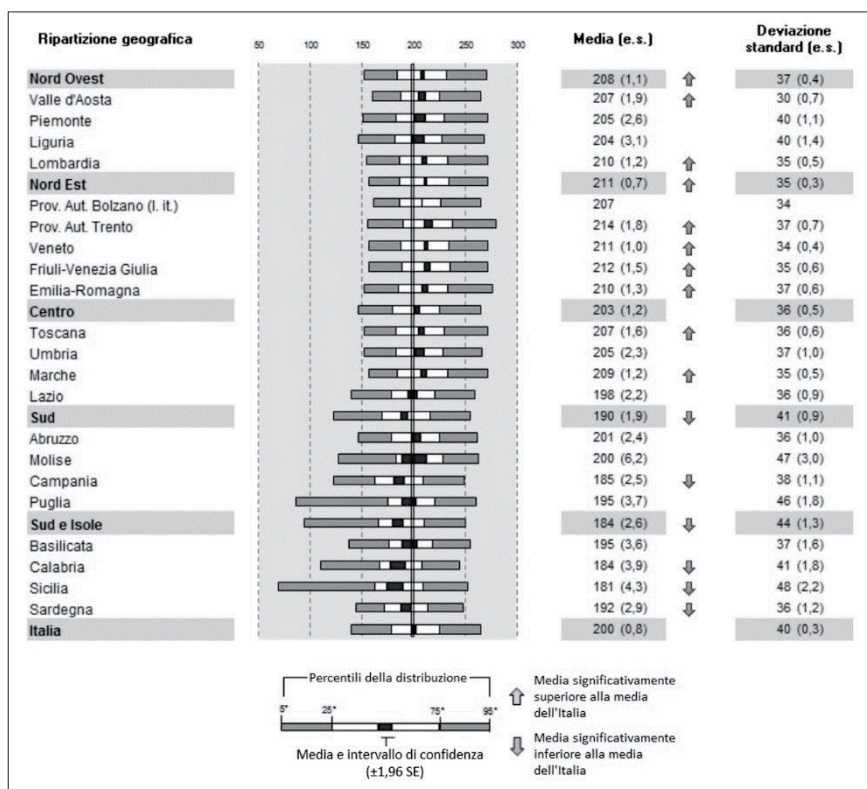 Ripartizione geografica 50 100 150 200 250 300 Media (e.s.) Deviazione standard (e.s.)
Nord Ovest 208 (1,1) 37 (0,4)
Valle d'Aosta 207 (1,9) 30 (0,7)
Piemonte 205 (2,6) 40 (1,1)
Liguria 204 (3,1) 40 (1,4)
Lombardia 210 (1,2) 35 (0,5)
Nord Est 211 (0,7) 35 (0,3)
Prov. Aut. Bolzano (l. it.) 207 34
Prov. Aut. Trento 214 (1,8) 37 (0,7)
Veneto 211 (1,0) 34 (0,4)
Friuli-Venezia Giulia 212 (1,5) 35 (0,6)
Emilia-Romagna 210 (1,3) 37 (0,6)
Centro 203 (1,2) 36 (0,5)
Toscana 207 (1,6) 36 (0,6)
Umbria 205 (2,3) 37 (1,0)
Marche 209 (1,2) 35 (0,5)
Lazio 198 (2,2) 36 (0,9)
Sud 190 (1,9) 41 (0,9)
Abruzzo 201 (2,4) 36 (1,0)
Molise 200 (6,2) 47 (3,0)
Campania 185 (2,5) 38 (1,1)
Puglia 195 (3,7) 46 (1,8)
Sud e Isole 184 (2,6) 44 (1,3)
Basilicata 195 (3,6) 37 (1,6)
Calabria 184 (3,9) 41 (1,8)
Sicilia 181 (4,3) 48 (2,2)
Sardegna 192 (2,9) 36 (1,2)
Italia 200 (0,8) 40 (0,3)
Percentili della distribuzione
5° 25° 75° 95°
Media e intervallo di confidenza
(±1,96 SE)
Media significativamente
superiore alla media
dell'Italia
Media significativamente
inferiore alla media
dell'Italia